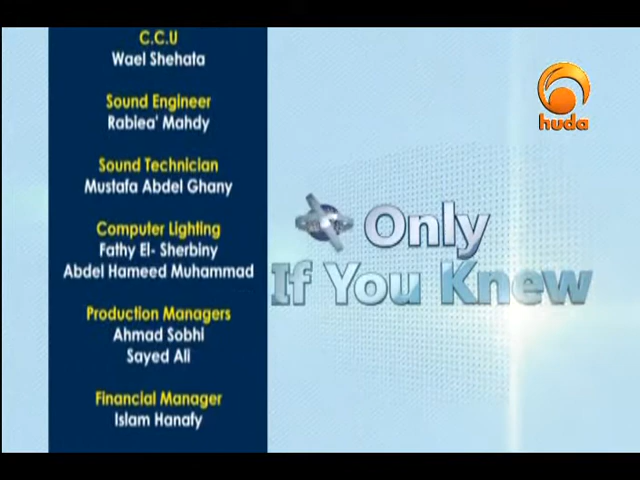 C.C.U
Wael Shehata
Sound Engineer
Rabiea' Mahdy
Sound Technician
Mustafa Abdel Ghany
Computer Lighting
Fathy El- Sherbiny
Abdel Hameed Muhammad
Production Managers
Ahmad Sobhi
Sayed Ali
Financial Manager
Islam Hanafy
huda
Only
If You Knew